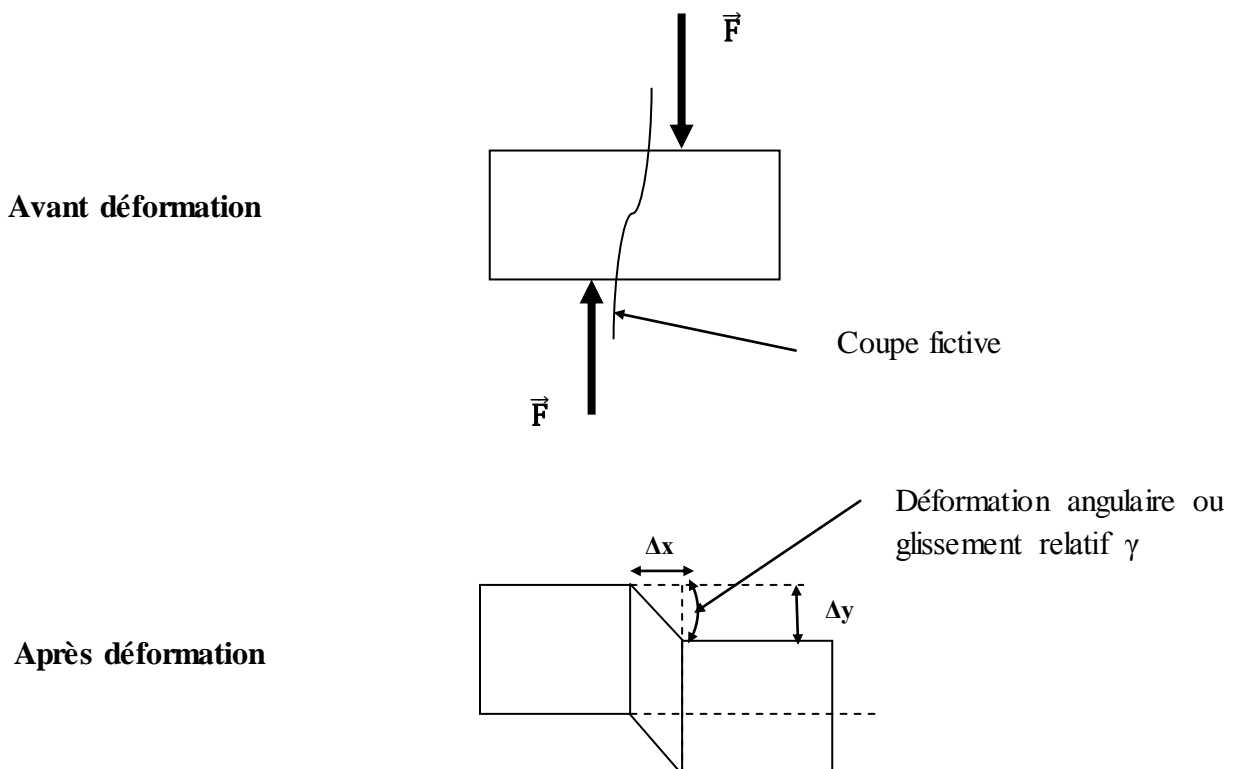 F⃗
Avant déformation
Coupe fictive
F⃗
Déformation angulaire ou
glissement relatif γ
Δx
Δy
Après déformation